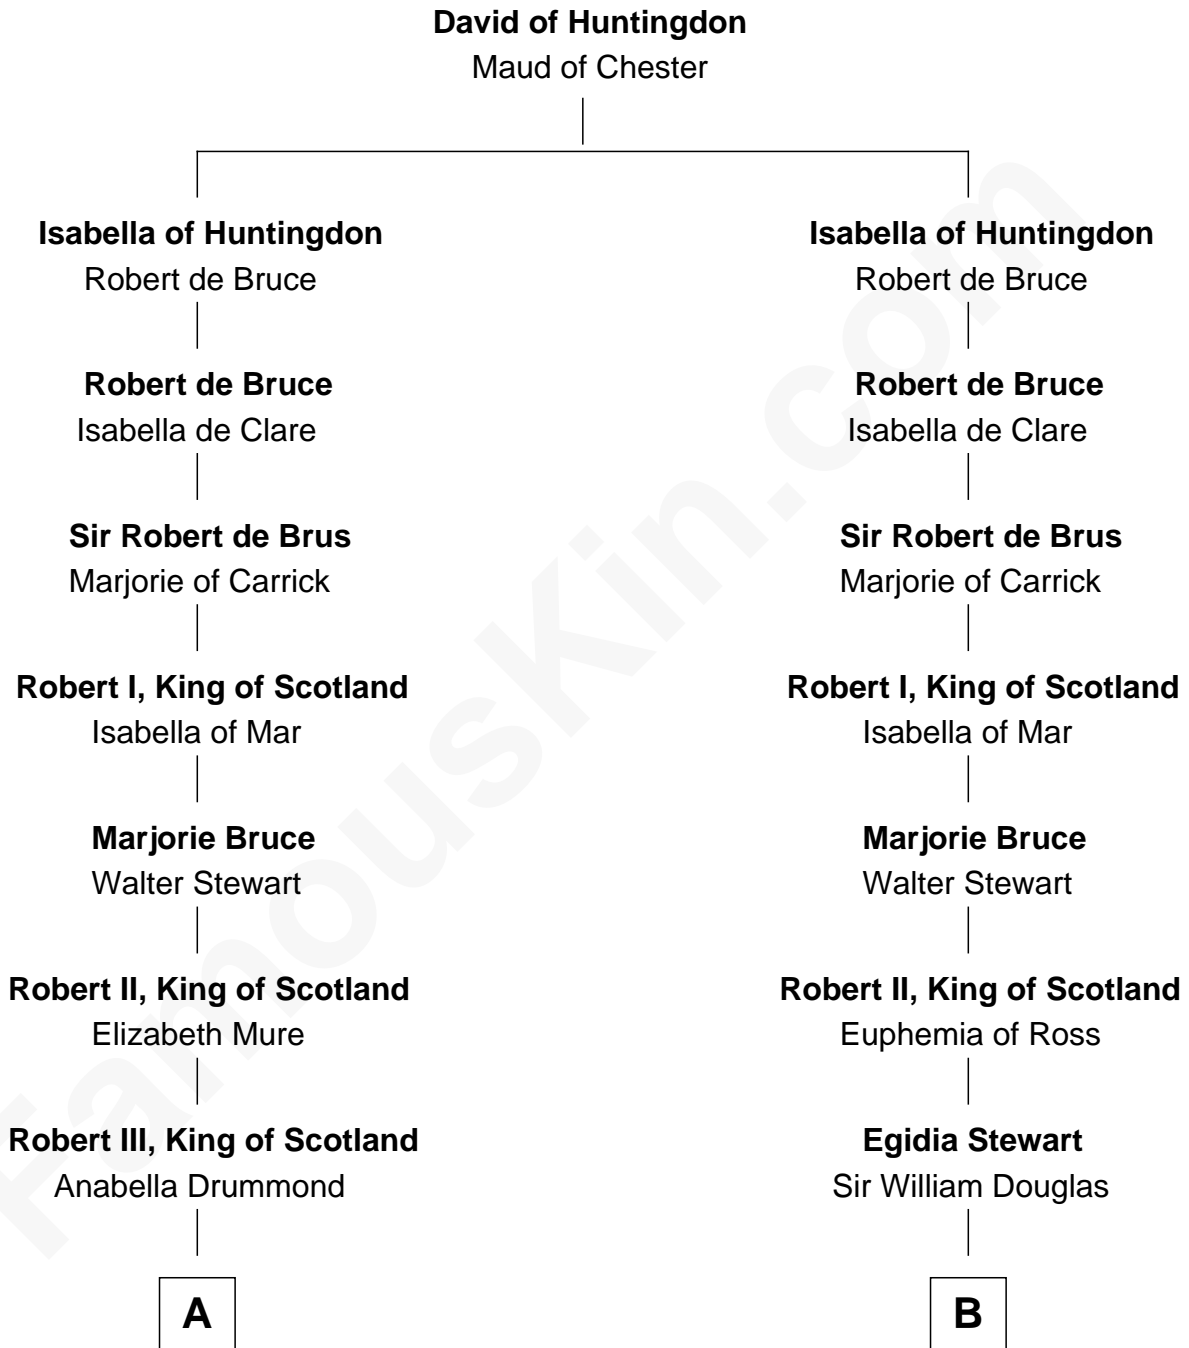 David of Huntingdon
Maud of Chester
Isabella of Huntingdon
Robert de Bruce
Isabella of Huntingdon
Robert de Bruce
Robert de Bruce
Isabella de Clare
Robert de Bruce
Isabella de Clare
Sir Robert de Brus
Marjorie of Carrick
Sir Robert de Brus
Marjorie of Carrick
Robert I, King of Scotland
Isabella of Mar
Robert I, King of Scotland
Isabella of Mar
Marjorie Bruce
Walter Stewart
Marjorie Bruce
Walter Stewart
Robert II, King of Scotland
Elizabeth Mure
Robert II, King of Scotland
Euphemia of Ross
Robert III, King of Scotland
Anabella Drummond
Egidia Stewart
Sir William Douglas
A
B
FamousKin.com